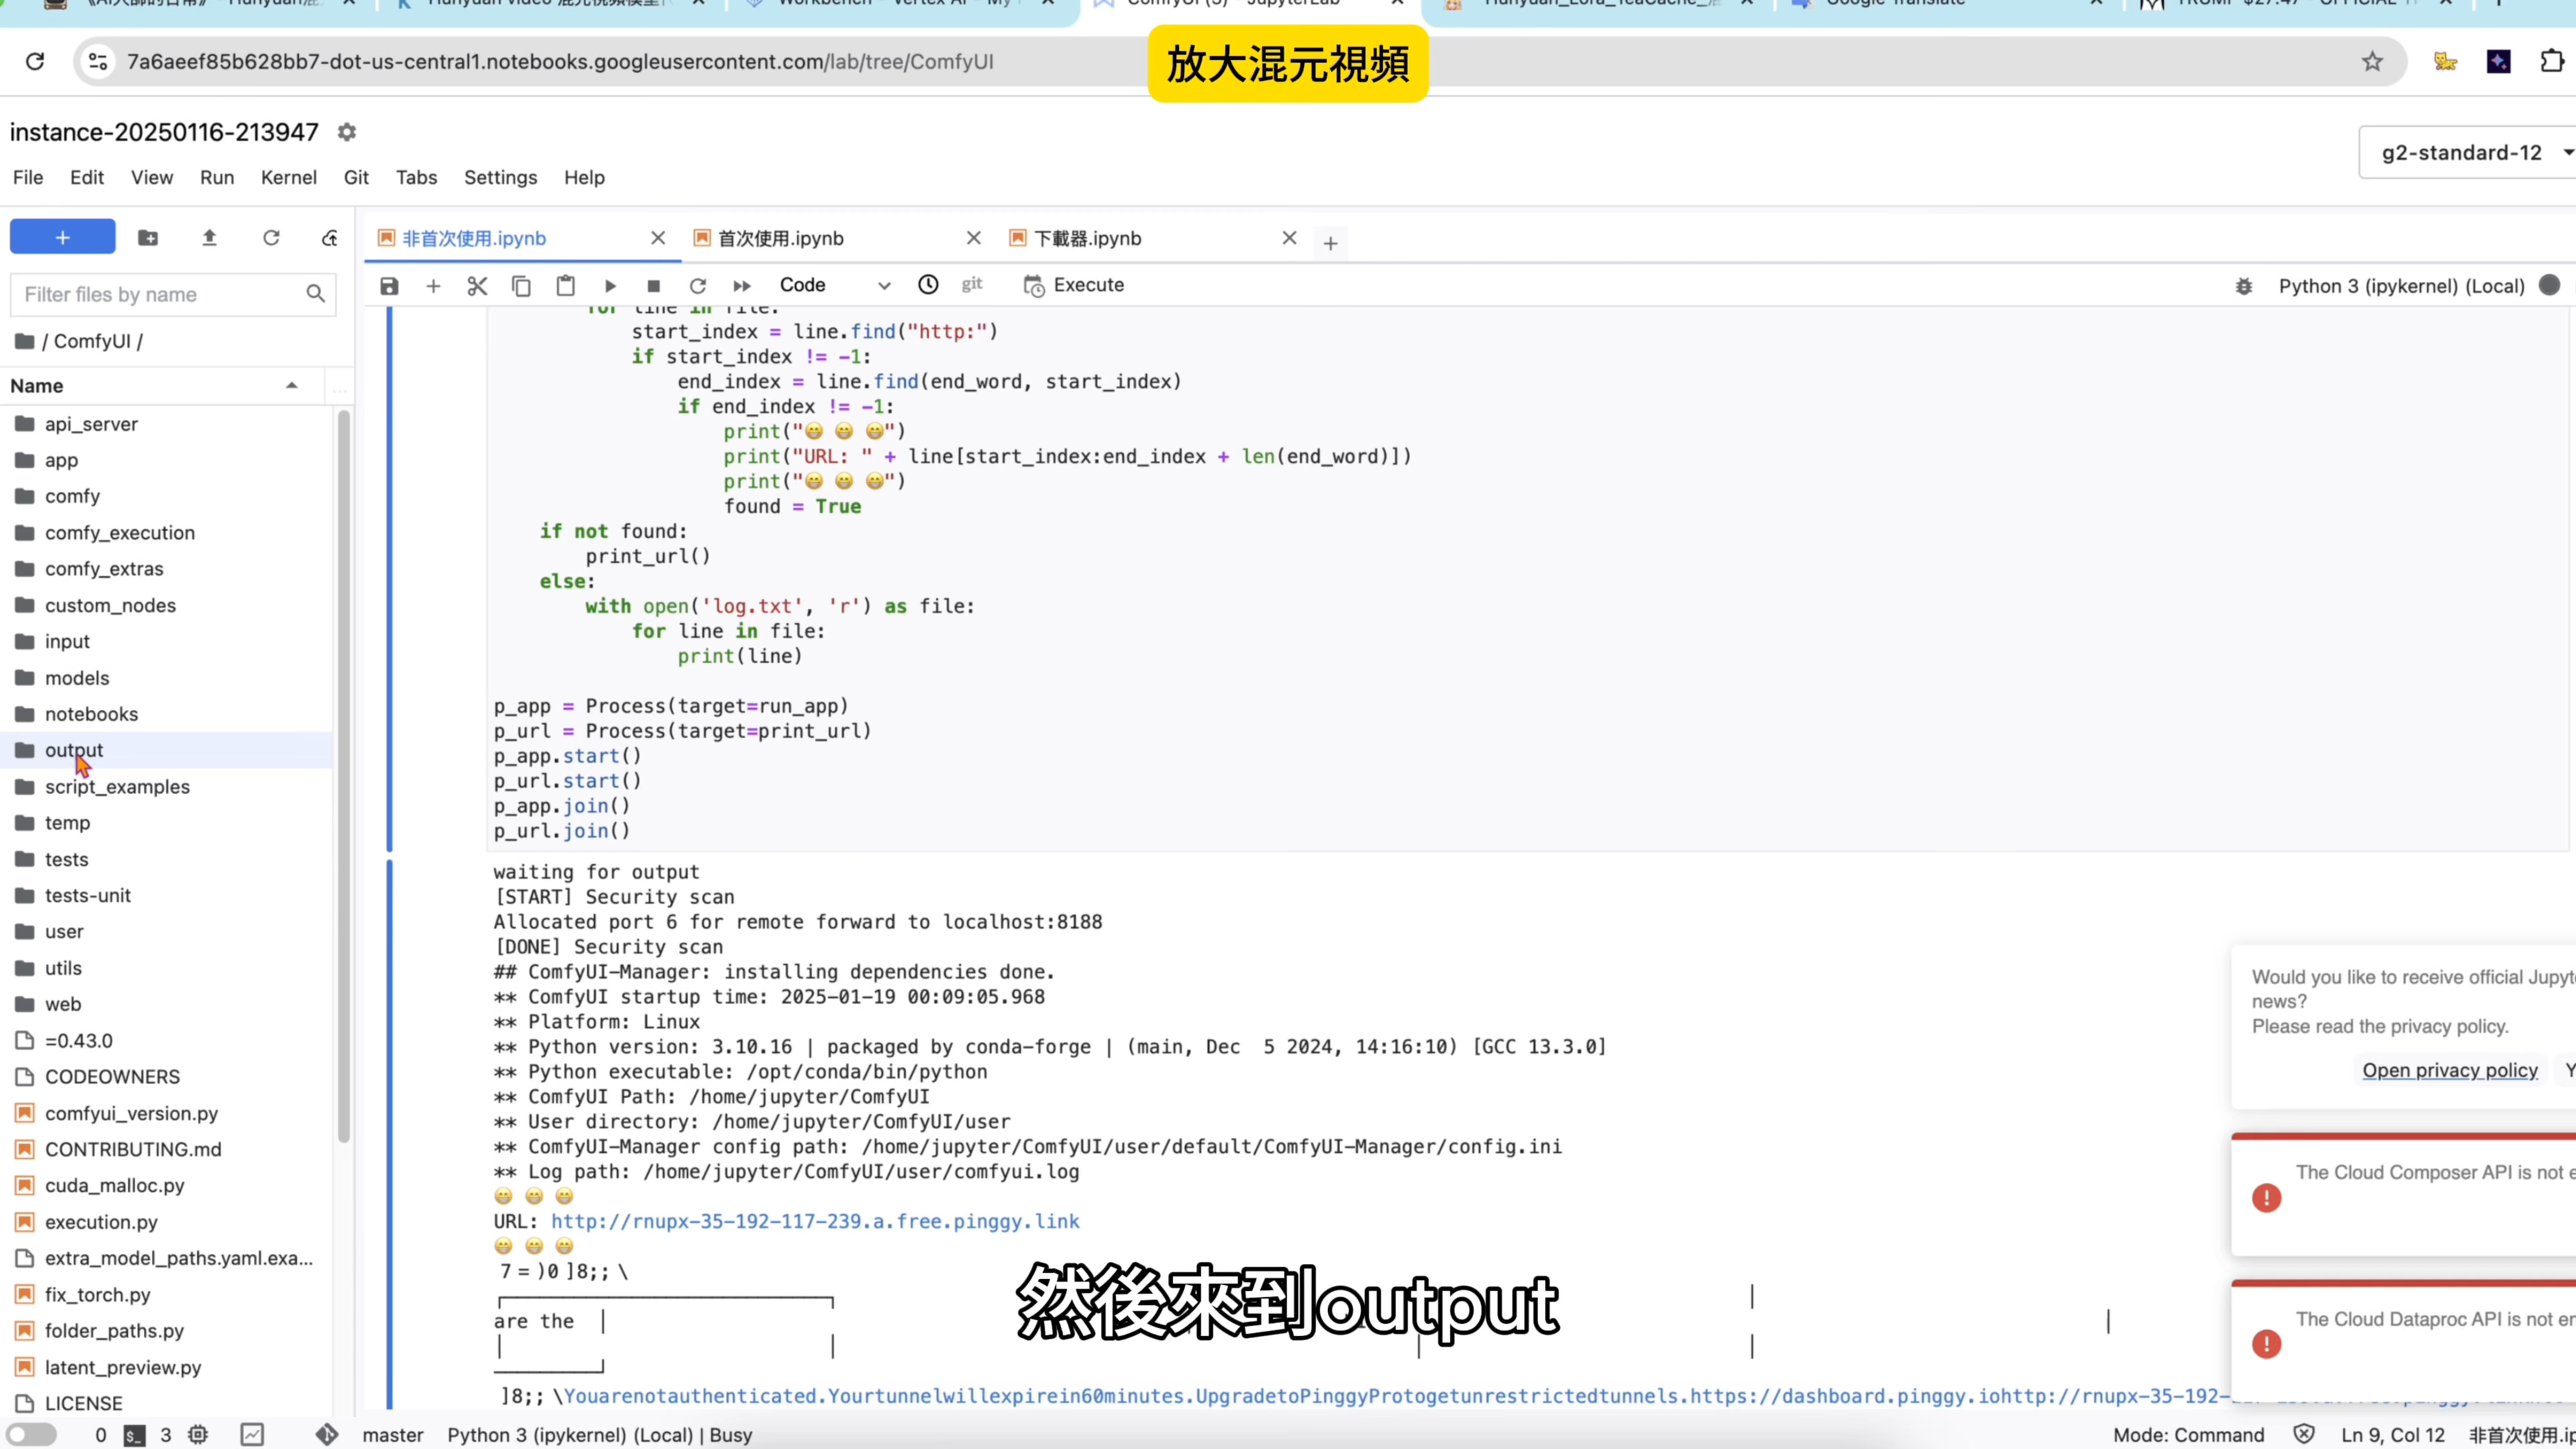 ComfyUI (3) - JupyterLab
Google Translate
7a6aeef85b628bb7-dot-us-central1.notebooks.googleusercontent.com/lab/tree/ComfyUI
放大混元視頻
instance-20250116-213947
g2-standard-12
File Edit View Run Kernel Git Tabs Settings Help
非首次使用.ipynb 首次使用.ipynb 下載器.ipynb
Filter files by name
Code git Execute Python 3 (ipykernel) (Local)
/ ComfyUI /
Name
api_server
app
comfy
comfy_execution
comfy_extras
custom_nodes
input
models
notebooks
output
script_examples
temp
tests
tests-unit
user
utils
web
=0.43.0
CODEOWNERS
comfyui_version.py
CONTRIBUTING.md
cuda_malloc.py
execution.py
extra_model_paths.yaml.exa...
fix_torch.py
folder_paths.py
latent_preview.py
LICENSE
for line in file:
start_index = line.find("http:")
if start_index != -1:
end_index = line.find(end_word, start_index)
if end_index != -1:
print("😁 😁 😁")
print("URL: " + line[start_index:end_index + len(end_word)])
print("😁 😁 😁")
found = True
if not found:
print_url()
else:
with open('log.txt', 'r') as file:
for line in file:
print(line)
p_app = Process(target=run_app)
p_url = Process(target=print_url)
p_app.start()
p_url.start()
p_app.join()
p_url.join()
waiting for output
[START] Security scan
Allocated port 6 for remote forward to localhost:8188
[DONE] Security scan
## ComfyUI-Manager: installing dependencies done.
** ComfyUI startup time: 2025-01-19 00:09:05.968
** Platform: Linux
** Python version: 3.10.16 | packaged by conda-forge | (main, Dec  5 2024, 14:16:10) [GCC 13.3.0]
** Python executable: /opt/conda/bin/python
** ComfyUI Path: /home/jupyter/ComfyUI
** User directory: /home/jupyter/ComfyUI/user
** ComfyUI-Manager config path: /home/jupyter/ComfyUI/user/default/ComfyUI-Manager/config.ini
** Log path: /home/jupyter/ComfyUI/user/comfyui.log
😁 😁 😁
URL: http://rnupx-35-192-117-239.a.free.pinggy.link
😁 😁 😁
7 = )0 ]8;; \
are the
]8;; \Youarenotauthenticated.Yourtunnelwillexpirein60minutes.UpgradetoPinggyProtogetunrestrictedtunnels.https://dashboard.pinggy.iohttp://rnupx-35-192-
然後來到output
Would you like to receive official Jupyte
news?
Please read the privacy policy.
Open privacy policy
The Cloud Composer API is not e
The Cloud Dataproc API is not en
0 3 master Python 3 (ipykernel) (Local) | Busy Mode: Command Ln 9, Col 12 非首次使用.ip